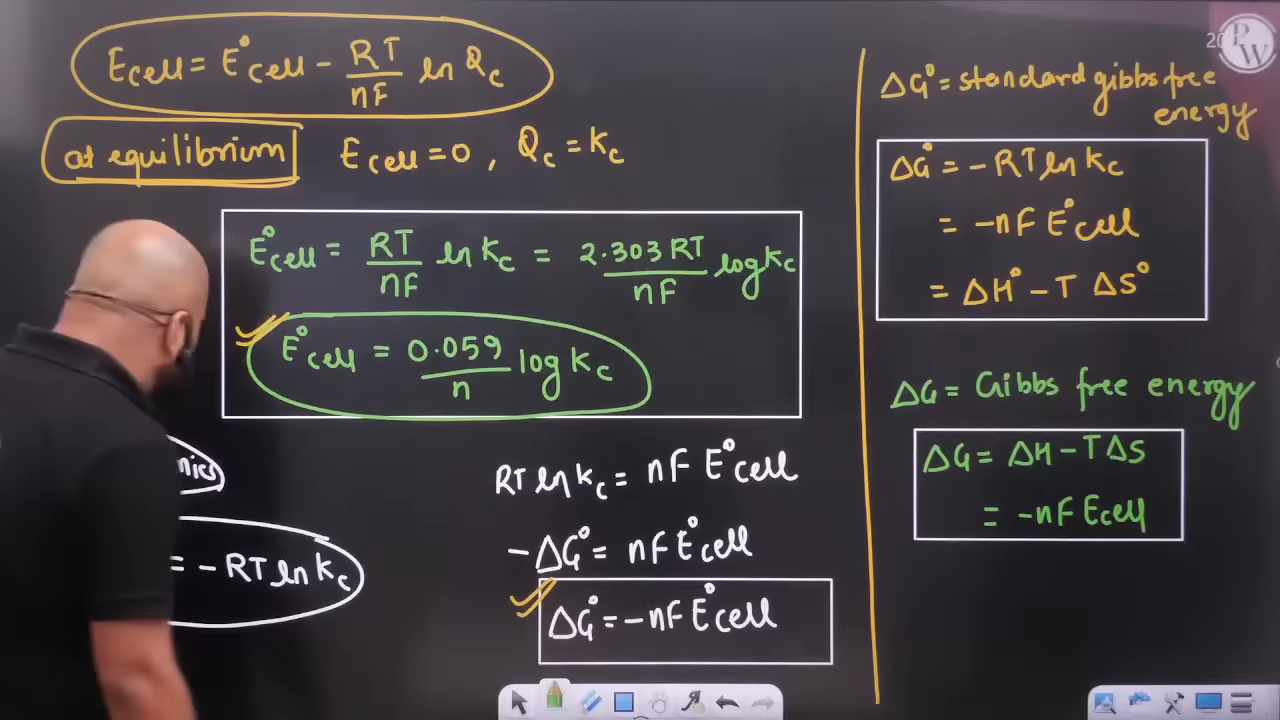 Ecell = E°cell - RT/nF ln Qc
at equilibrium Ecell = 0, Qc = Kc
E°cell = RT/nF ln Kc = 2.303 RT/nF log Kc
E°cell = 0.059/n log Kc
RT ln Kc = nF E°cell
-ΔG° = nF E°cell
ΔG° = -nF E°cell
= -RT ln Kc
ΔG° = standard gibbs free
energy
ΔG° = -RT ln Kc
= -nF E°cell
= ΔH° - T ΔS°
ΔG = Gibbs free energy
ΔG = ΔH - TΔS
= -nF Ecell
PW